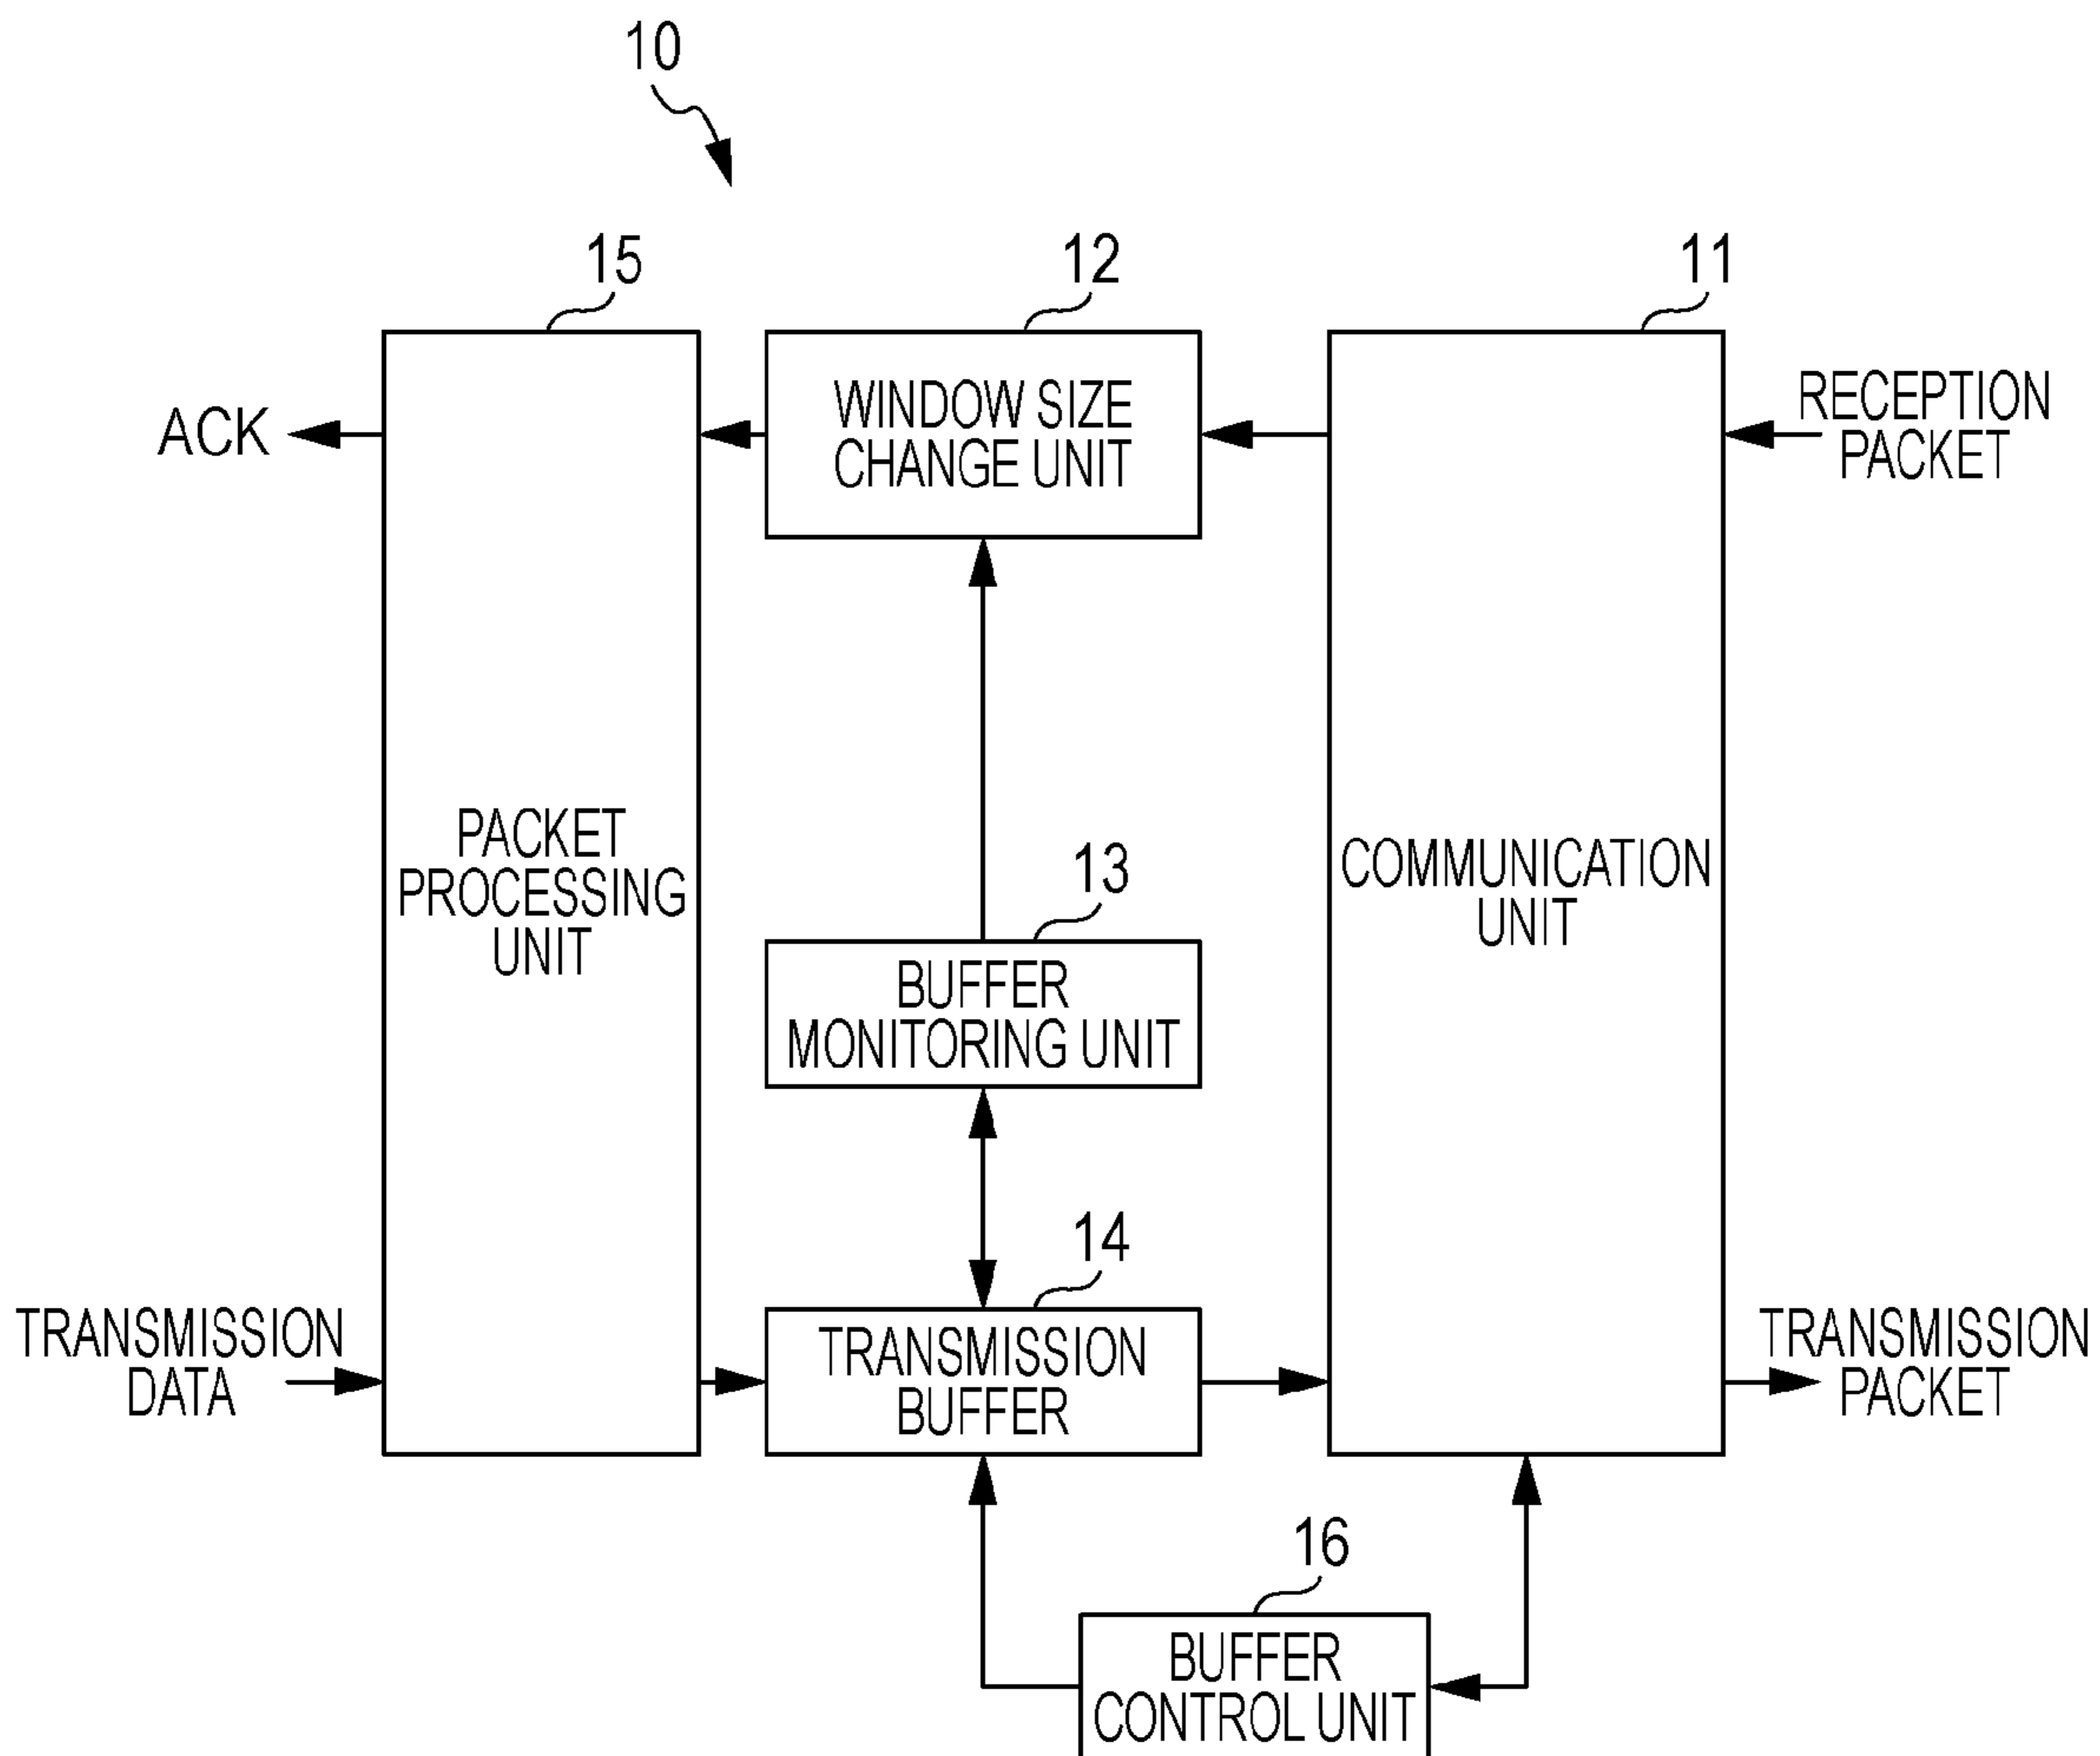 10
15
12
11
ACK
WINDOW SIZE
CHANGE UNIT
RECEPTION
PACKET
PACKET
PROCESSING
UNIT
13
BUFFER
MONITORING UNIT
COMMUNICATION
UNIT
14
TRANSMISSION
DATA
TRANSMISSION
BUFFER
TRANSMISSION
PACKET
16
BUFFER
CONTROL UNIT